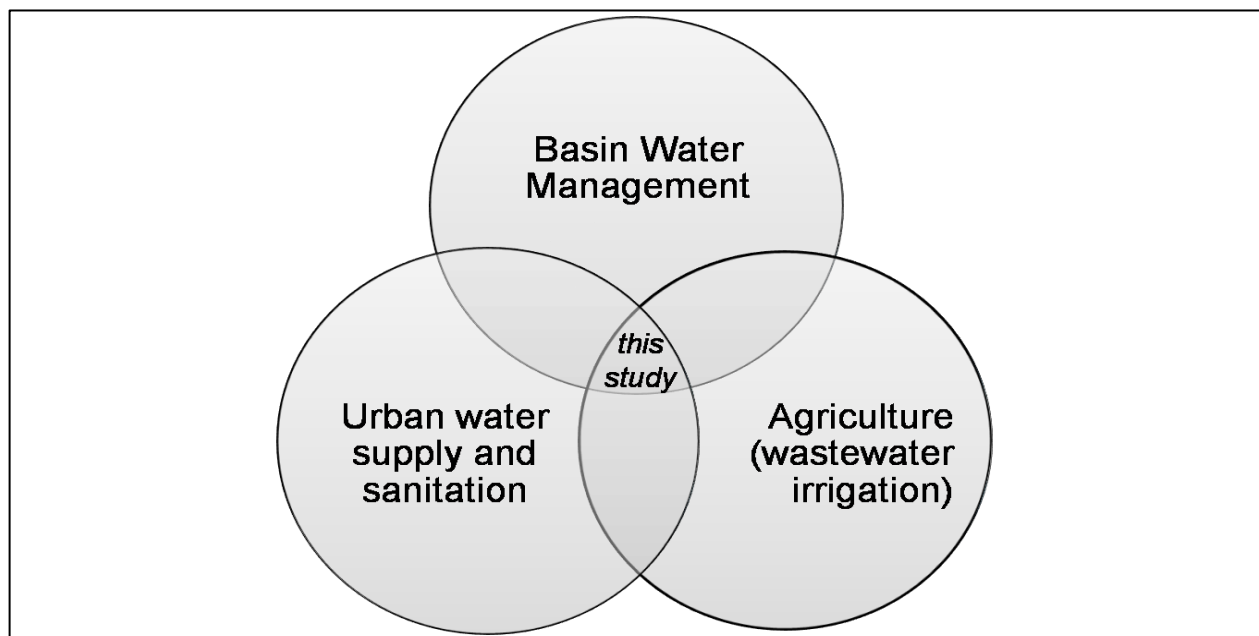 Basin Water
Management
this
study
Urban water
supply and
sanitation
Agriculture
(wastewater
irrigation)